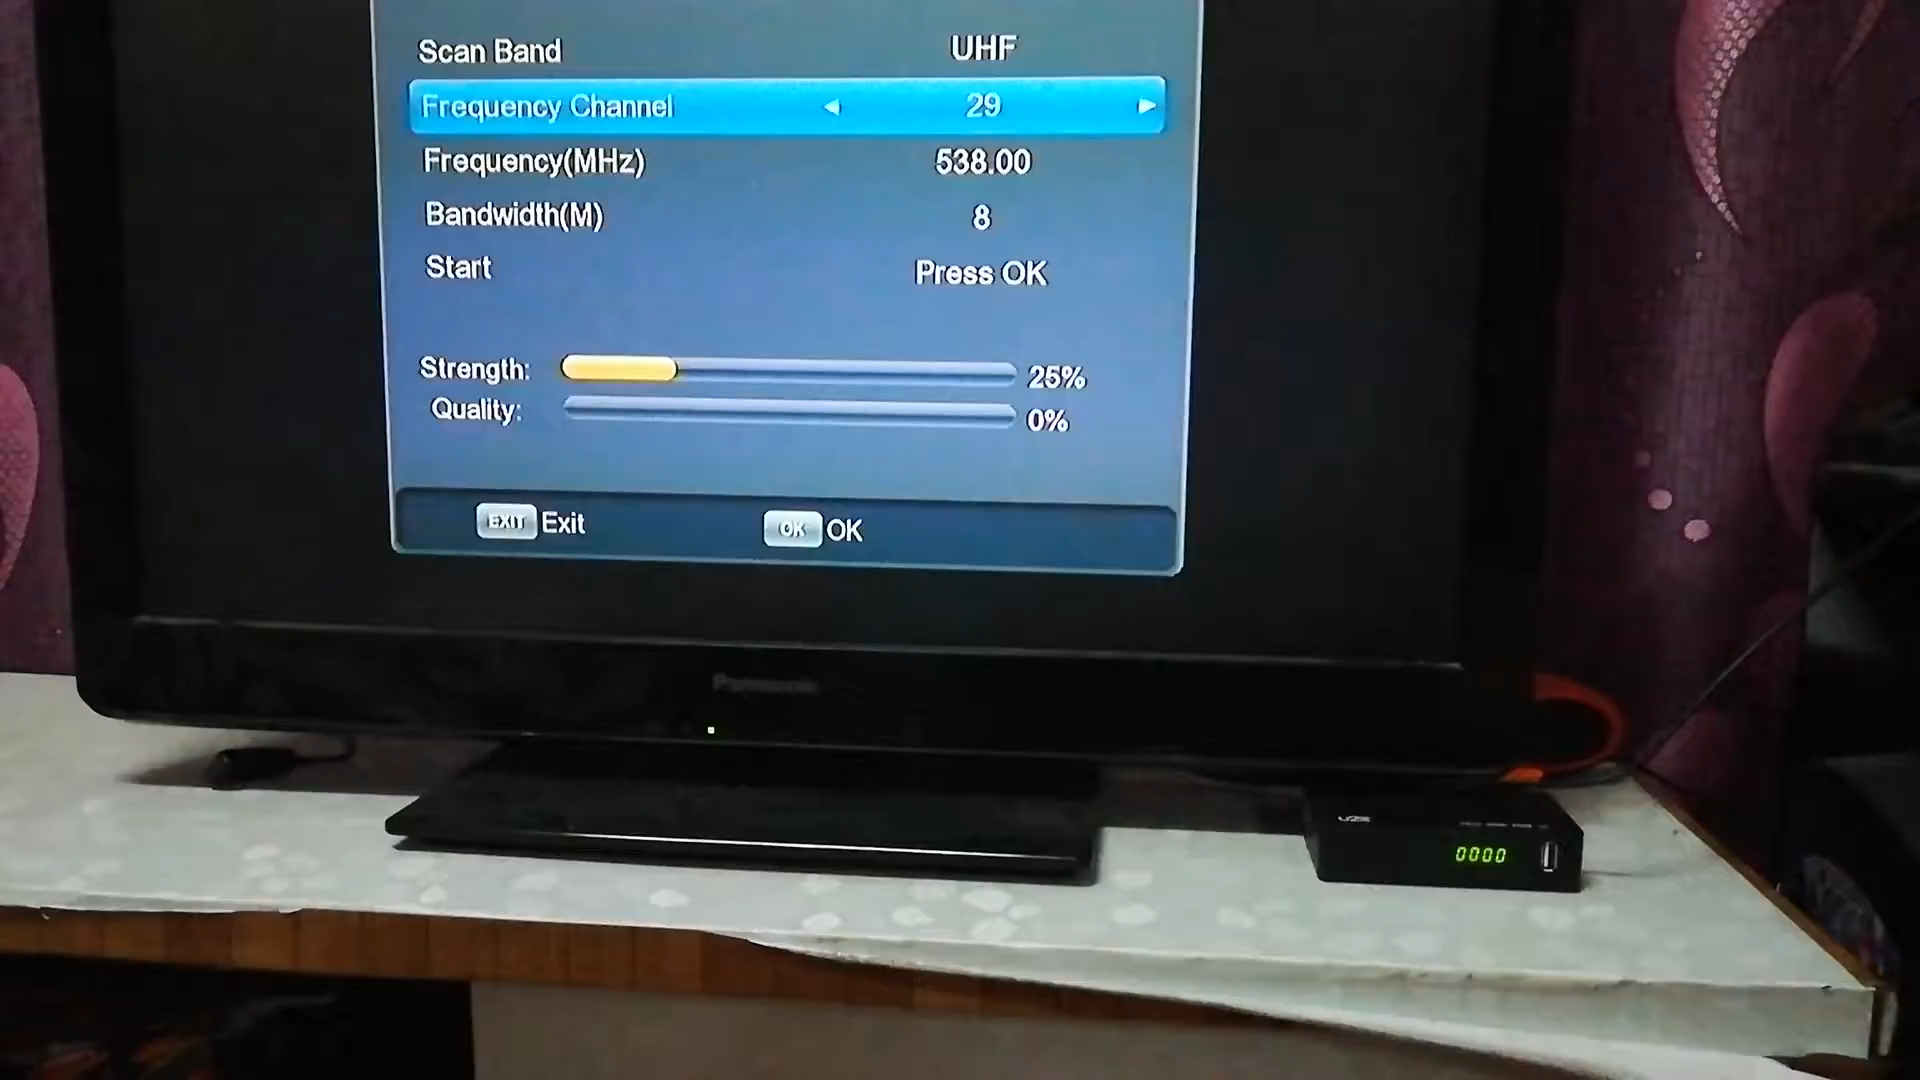 Scan Band UHF
Frequency Channel 29
Frequency(MHz) 538.00
Bandwidth(M) 8
Start Press OK
Strength: 25%
Quality: 0%
EXIT Exit OK OK
Panasonic
0000